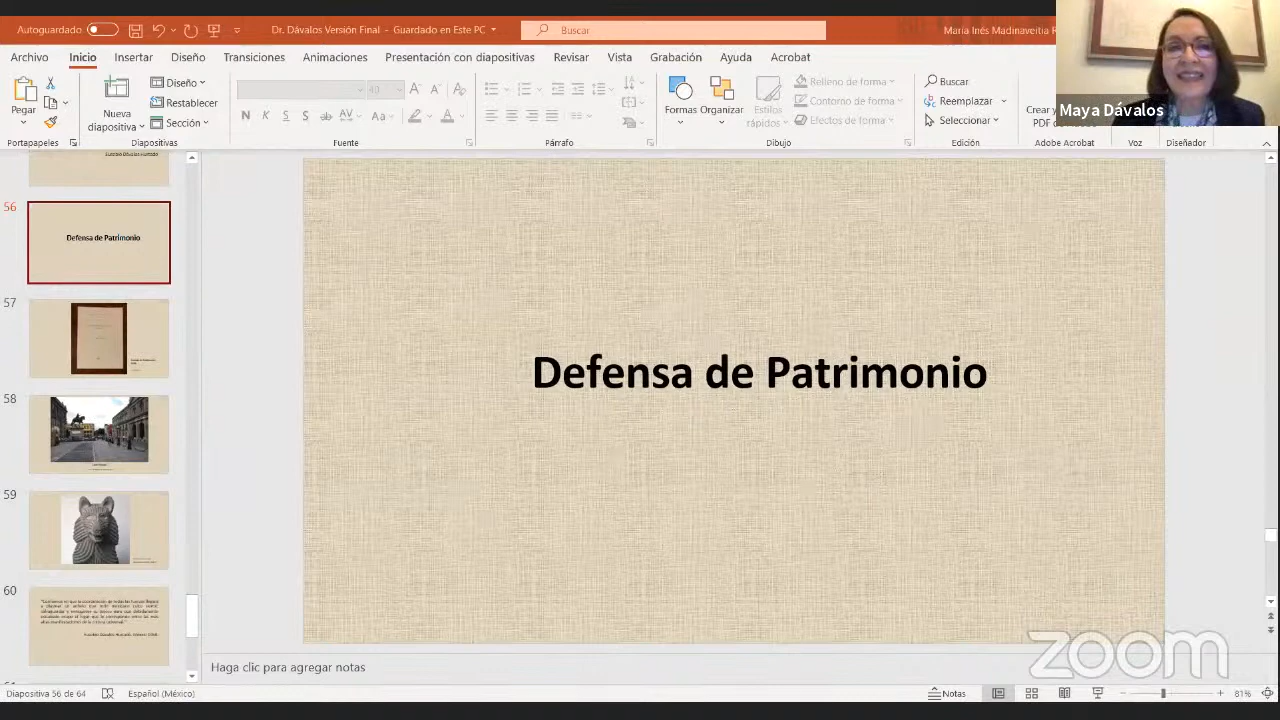 Autoguardado
Dr. Dávalos Versión Final - Guardado en Este PC
Buscar
María Inés Madinaveitia R
Archivo
Inicio
Insertar
Diseño
Transiciones
Animaciones
Presentación con diapositivas
Revisar
Vista
Grabación
Ayuda
Acrobat
Maya Dávalos
Pegar
Nueva
diapositiva
Diseño
Restablecer
Sección
40
N K S S ab AV Aa A
Formas
Organizar
Estilos
rápidos
Relleno de forma
Contorno de forma
Efectos de forma
Buscar
Reemplazar
Seleccionar
Crear y
PDF
Portapapeles
Diapositivas
Fuente
Párrafo
Dibujo
Edición
Adobe Acrobat
Voz
Diseñador
56
Defensa de Patrimonio
57
58
59
60
Defensa de Patrimonio
zoom
Haga clic para agregar notas
Diapositiva 56 de 64
Español (México)
Notas
81%